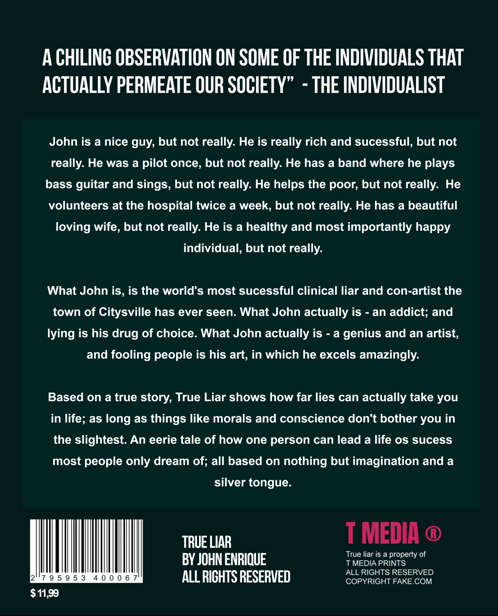 A CHILING OBSERVATION ON SOME OF THE INDIVIDUALS THAT
ACTUALLY PERMEATE OUR SOCIETY” - THE INDIVIDUALIST
John is a nice guy, but not really. He is really rich and sucessful, but not
really. He was a pilot once, but not really. He has a band where he plays
bass guitar and sings, but not really. He helps the poor, but not really. He
volunteers at the hospital twice a week, but not really. He has a beautiful
loving wife, but not really. He is a healthy and most importantly happy
individual, but not really.
What John is, is the world's most sucessful clinical liar and con-artist the
town of Citysville has ever seen. What John actually is - an addict; and
lying is his drug of choice. What John actually is - a genius and an artist,
and fooling people is his art, in which he excels amazingly.
Based on a true story, True Liar shows how far lies can actually take you
in life; as long as things like morals and conscience don't bother you in
the slightest. An eerie tale of how one person can lead a life os sucess
most people only dream of; all based on nothing but imagination and a
silver tongue.
2 795953 400067
$ 11,99
TRUE LIAR
BY JOHN ENRIQUE
ALL RIGHTS RESERVED
T MEDIA ®
True liar is a property of
T MEDIA PRINTS
ALL RIGHTS RESERVED
COPYRIGHT FAKE.COM